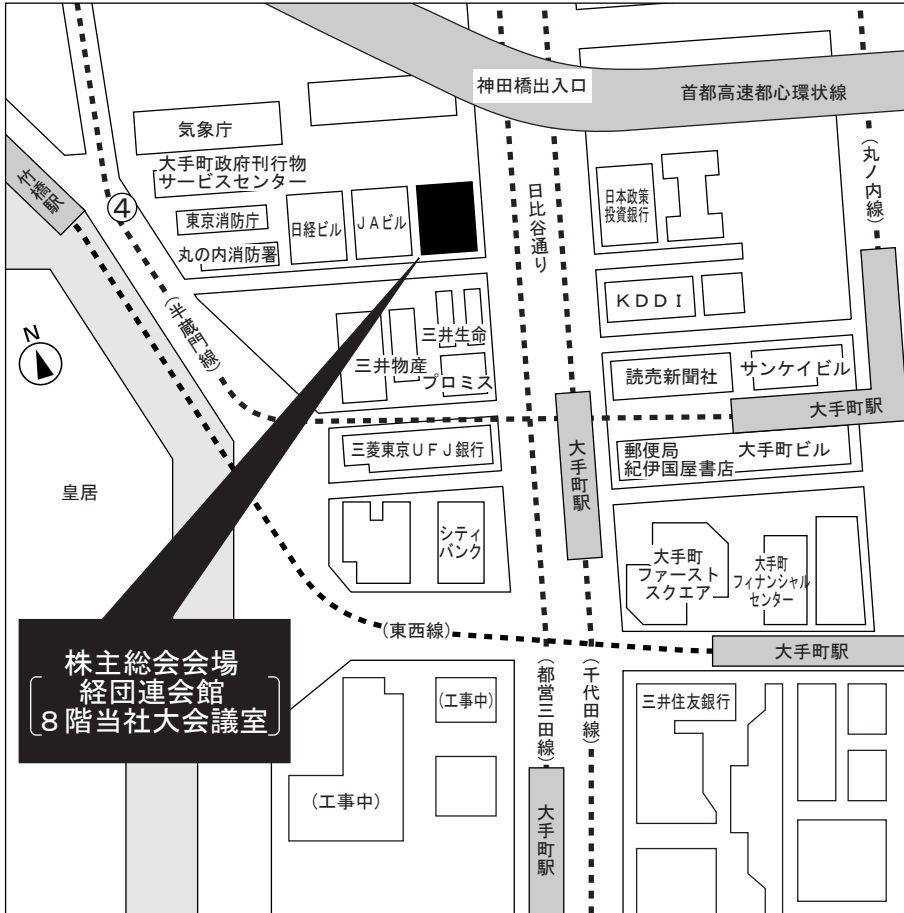 神田橋出入口
首都高速都心環状線
気象庁
大手町政府刊行物
サービスセンター
竹橋駅
④
東京消防庁
丸の内消防署
日経ビル
JAビル
日比谷通り
日本政策
投資銀行
(丸ノ内線)
KDDI
N
(半蔵門線)
三井生命
三井物産
プロミス
読売新聞社
サンケイビル
大手町駅
三菱東京UFJ銀行
大手町駅
郵便局
紀伊国屋書店
大手町ビル
皇居
シティ
バンク
大手町
ファースト
スクエア
大手町
フィナンシャル
センター
(東西線)
大手町駅
株主総会会場
経団連会館
8階当社大会議室
(工事中)
(都営三田線)
(千代田線)
三井住友銀行
(工事中)
大手町駅